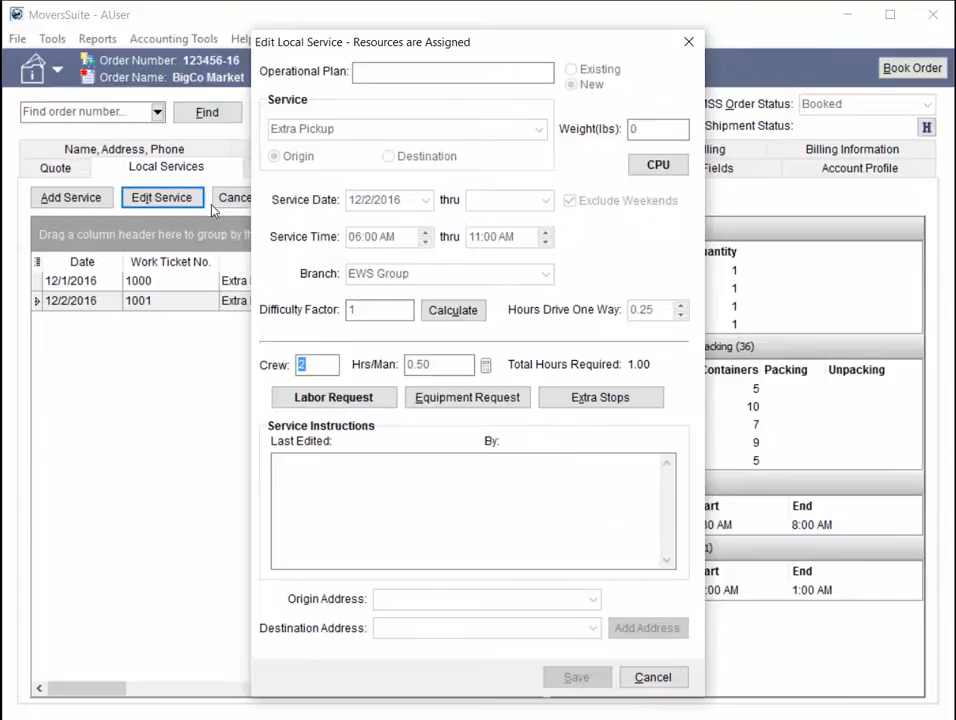 MoversSuite - AUser
File Tools Reports Accounting Tools Help
Order Number: 123456-16
Order Name: BigCo Market
Book Order
Find order number...
Find
MSS Order Status: Booked
Shipment Status:
H
Name, Address, Phone
Billing Information
Quote
Local Services
Fields
Account Profile
Add Service
Edit Service
Drag a column header here to group by
Date Work Ticket No.
12/1/2016 1000 Extra
12/2/2016 1001 Extra
Edit Local Service - Resources are Assigned
Operational Plan:
Existing
New
Service
Extra Pickup
Weight(lbs): 0
Origin Destination
CPU
Service Date: 12/2/2016 thru
Exclude Weekends
Service Time: 06:00 AM thru 11:00 AM
Branch: EWS Group
Difficulty Factor: 1 Calculate Hours Drive One Way: 0.25
Crew: 2 Hrs/Man: 0.50 Total Hours Required: 1.00
Labor Request Equipment Request Extra Stops
Service Instructions
Last Edited: By:
Origin Address:
Destination Address: Add Address
Save Cancel
uantity
1
1
1
1
acking (36)
Containers Packing Unpacking
5
10
7
9
5
art End
30 AM 8:00 AM
1)
art End
:00 AM 1:00 AM